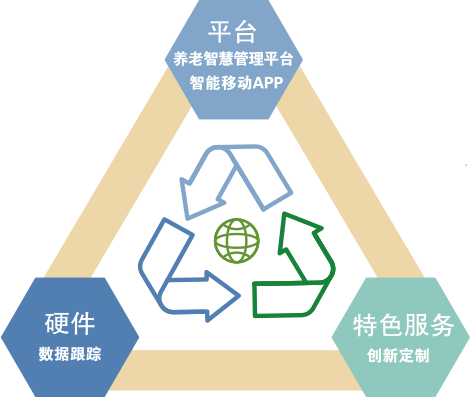 平台
养老智慧管理平台
智能移动APP
硬件
数据跟踪
特色服务
创新定制